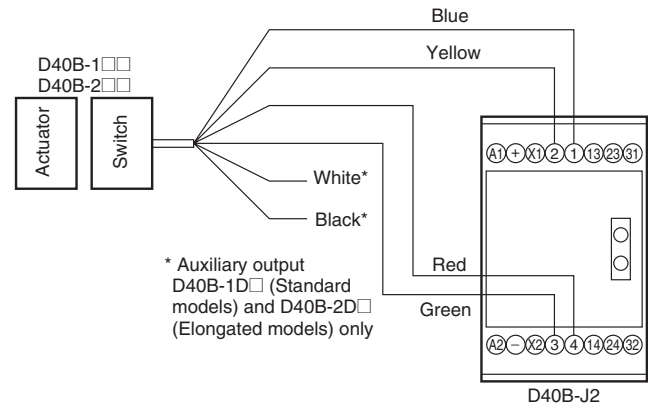 Blue
Yellow
D40B-1□□
D40B-2□□
Actuator
Switch
A1 + X1 2 1 13 23 31
White*
Black*
* Auxiliary output
D40B-1D□ (Standard
models) and D40B-2D□
(Elongated models) only
Red
Green
A2 − X2 3 4 14 24 32
D40B-J2